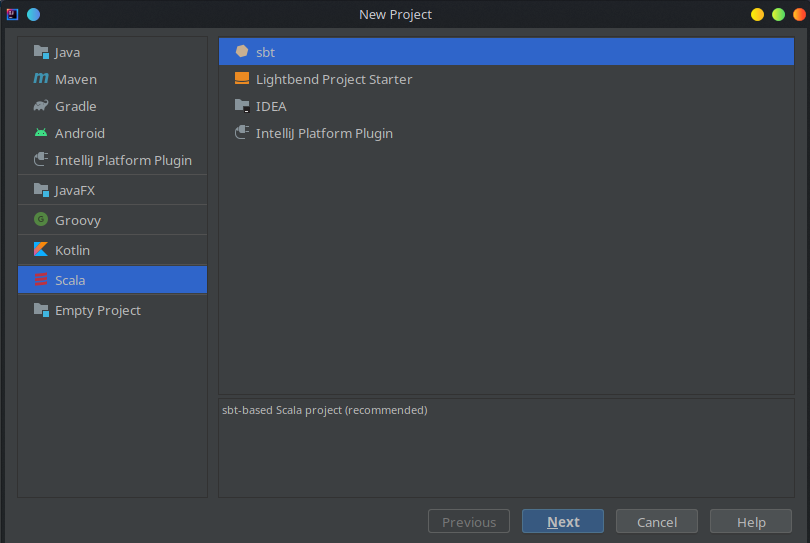 New Project
Java
Maven
Gradle
Android
IntelliJ Platform Plugin
JavaFX
Groovy
Kotlin
Scala
Empty Project
sbt
Lightbend Project Starter
IDEA
IntelliJ Platform Plugin
sbt-based Scala project (recommended)
Previous
Next
Cancel
Help